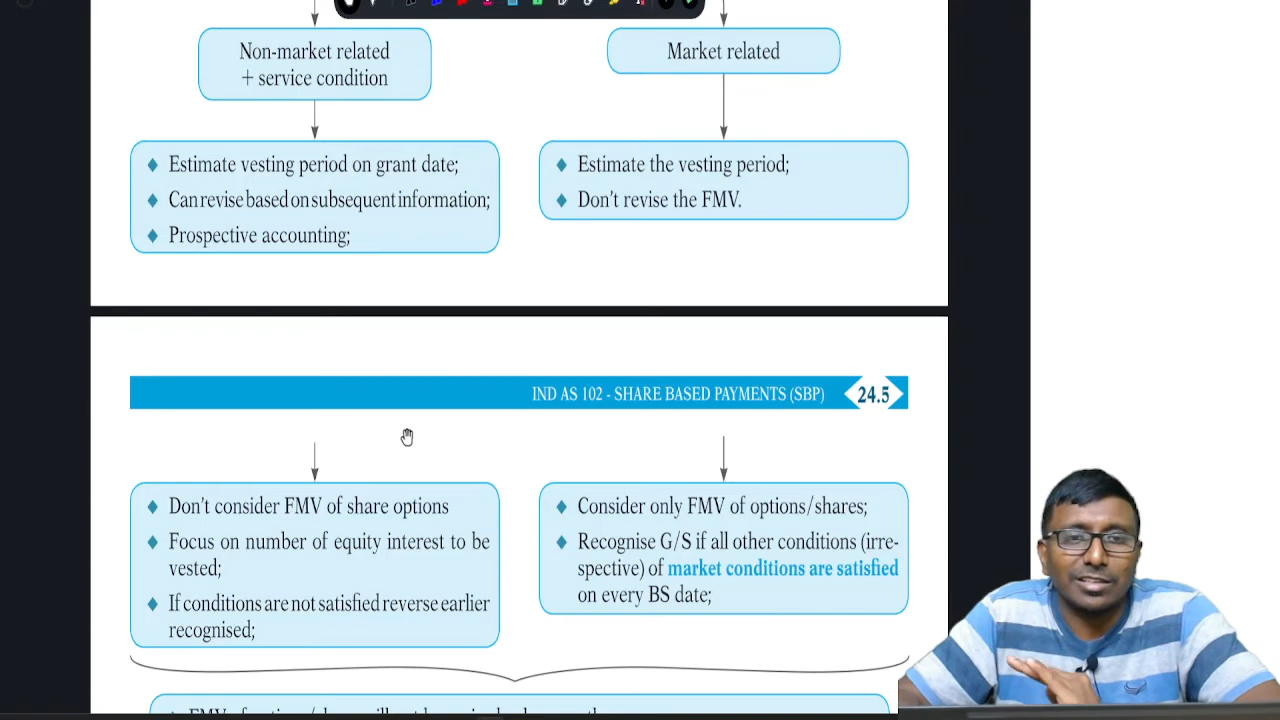 Non-market related
+ service condition
Market related
♦ Estimate vesting period on grant date;
♦ Can revise based on subsequent information;
♦ Prospective accounting;
♦ Estimate the vesting period;
♦ Don't revise the FMV.
IND AS 102 - SHARE BASED PAYMENTS (SBP) 24.5
♦ Don't consider FMV of share options
♦ Focus on number of equity interest to be
vested;
♦ If conditions are not satisfied reverse earlier
recognised;
♦ Consider only FMV of options/shares;
♦ Recognise G/S if all other conditions (irre-
spective) of market conditions are satisfied
on every BS date;